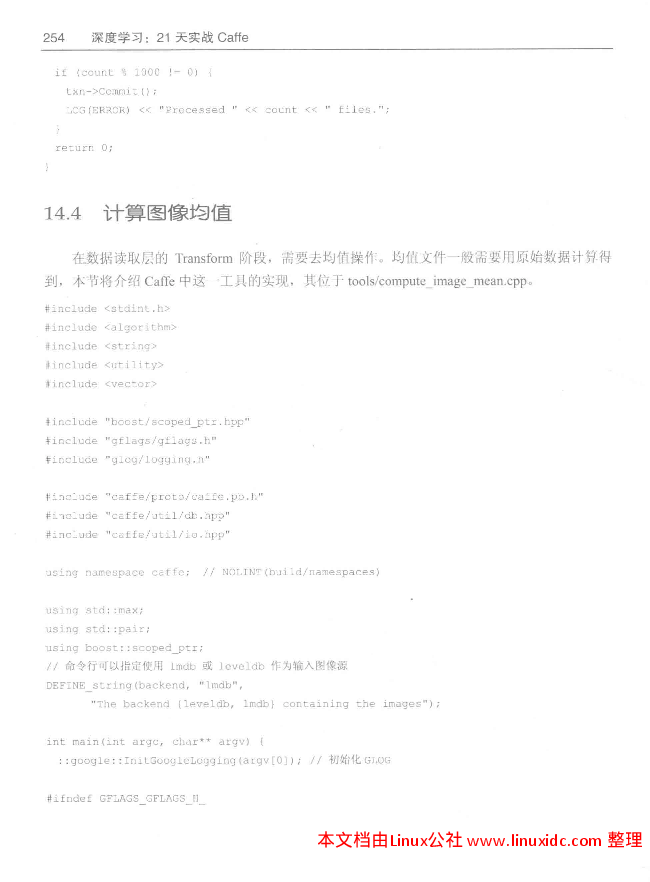 254 深度学习：21 天实战 Caffe
if (count % 1000 != 0) {
txn->Commit();
LOG(ERROR) << "Processed " << count << " files.";
}
return 0;
}
14.4 计算图像均值
在数据读取层的 Transform 阶段，需要去均值操作。均值文件一般需要用原始数据计算得
到，本节将介绍 Caffe 中这一工具的实现，其位于 tools/compute_image_mean.cpp。
#include <stdint.h>
#include <algorithm>
#include <string>
#include <utility>
#include <vector>
#include "boost/scoped_ptr.hpp"
#include "gflags/gflags.h"
#include "glog/logging.h"
#include "caffe/proto/caffe.pb.h"
#include "caffe/util/db.hpp"
#include "caffe/util/io.hpp"
using namespace caffe; // NOLINT(build/namespaces)
using std::max;
using std::pair;
using boost::scoped_ptr;
// 命令行可以指定使用 lmdb 或 leveldb 作为输入图像源
DEFINE_string(backend, "lmdb",
"The backend {leveldb, lmdb} containing the images");
int main(int argc, char** argv) {
::google::InitGoogleLogging(argv[0]); // 初始化 GLOG
#ifndef GFLAGS_GFLAGS_H_
本文档由Linux公社 www.linuxidc.com 整理